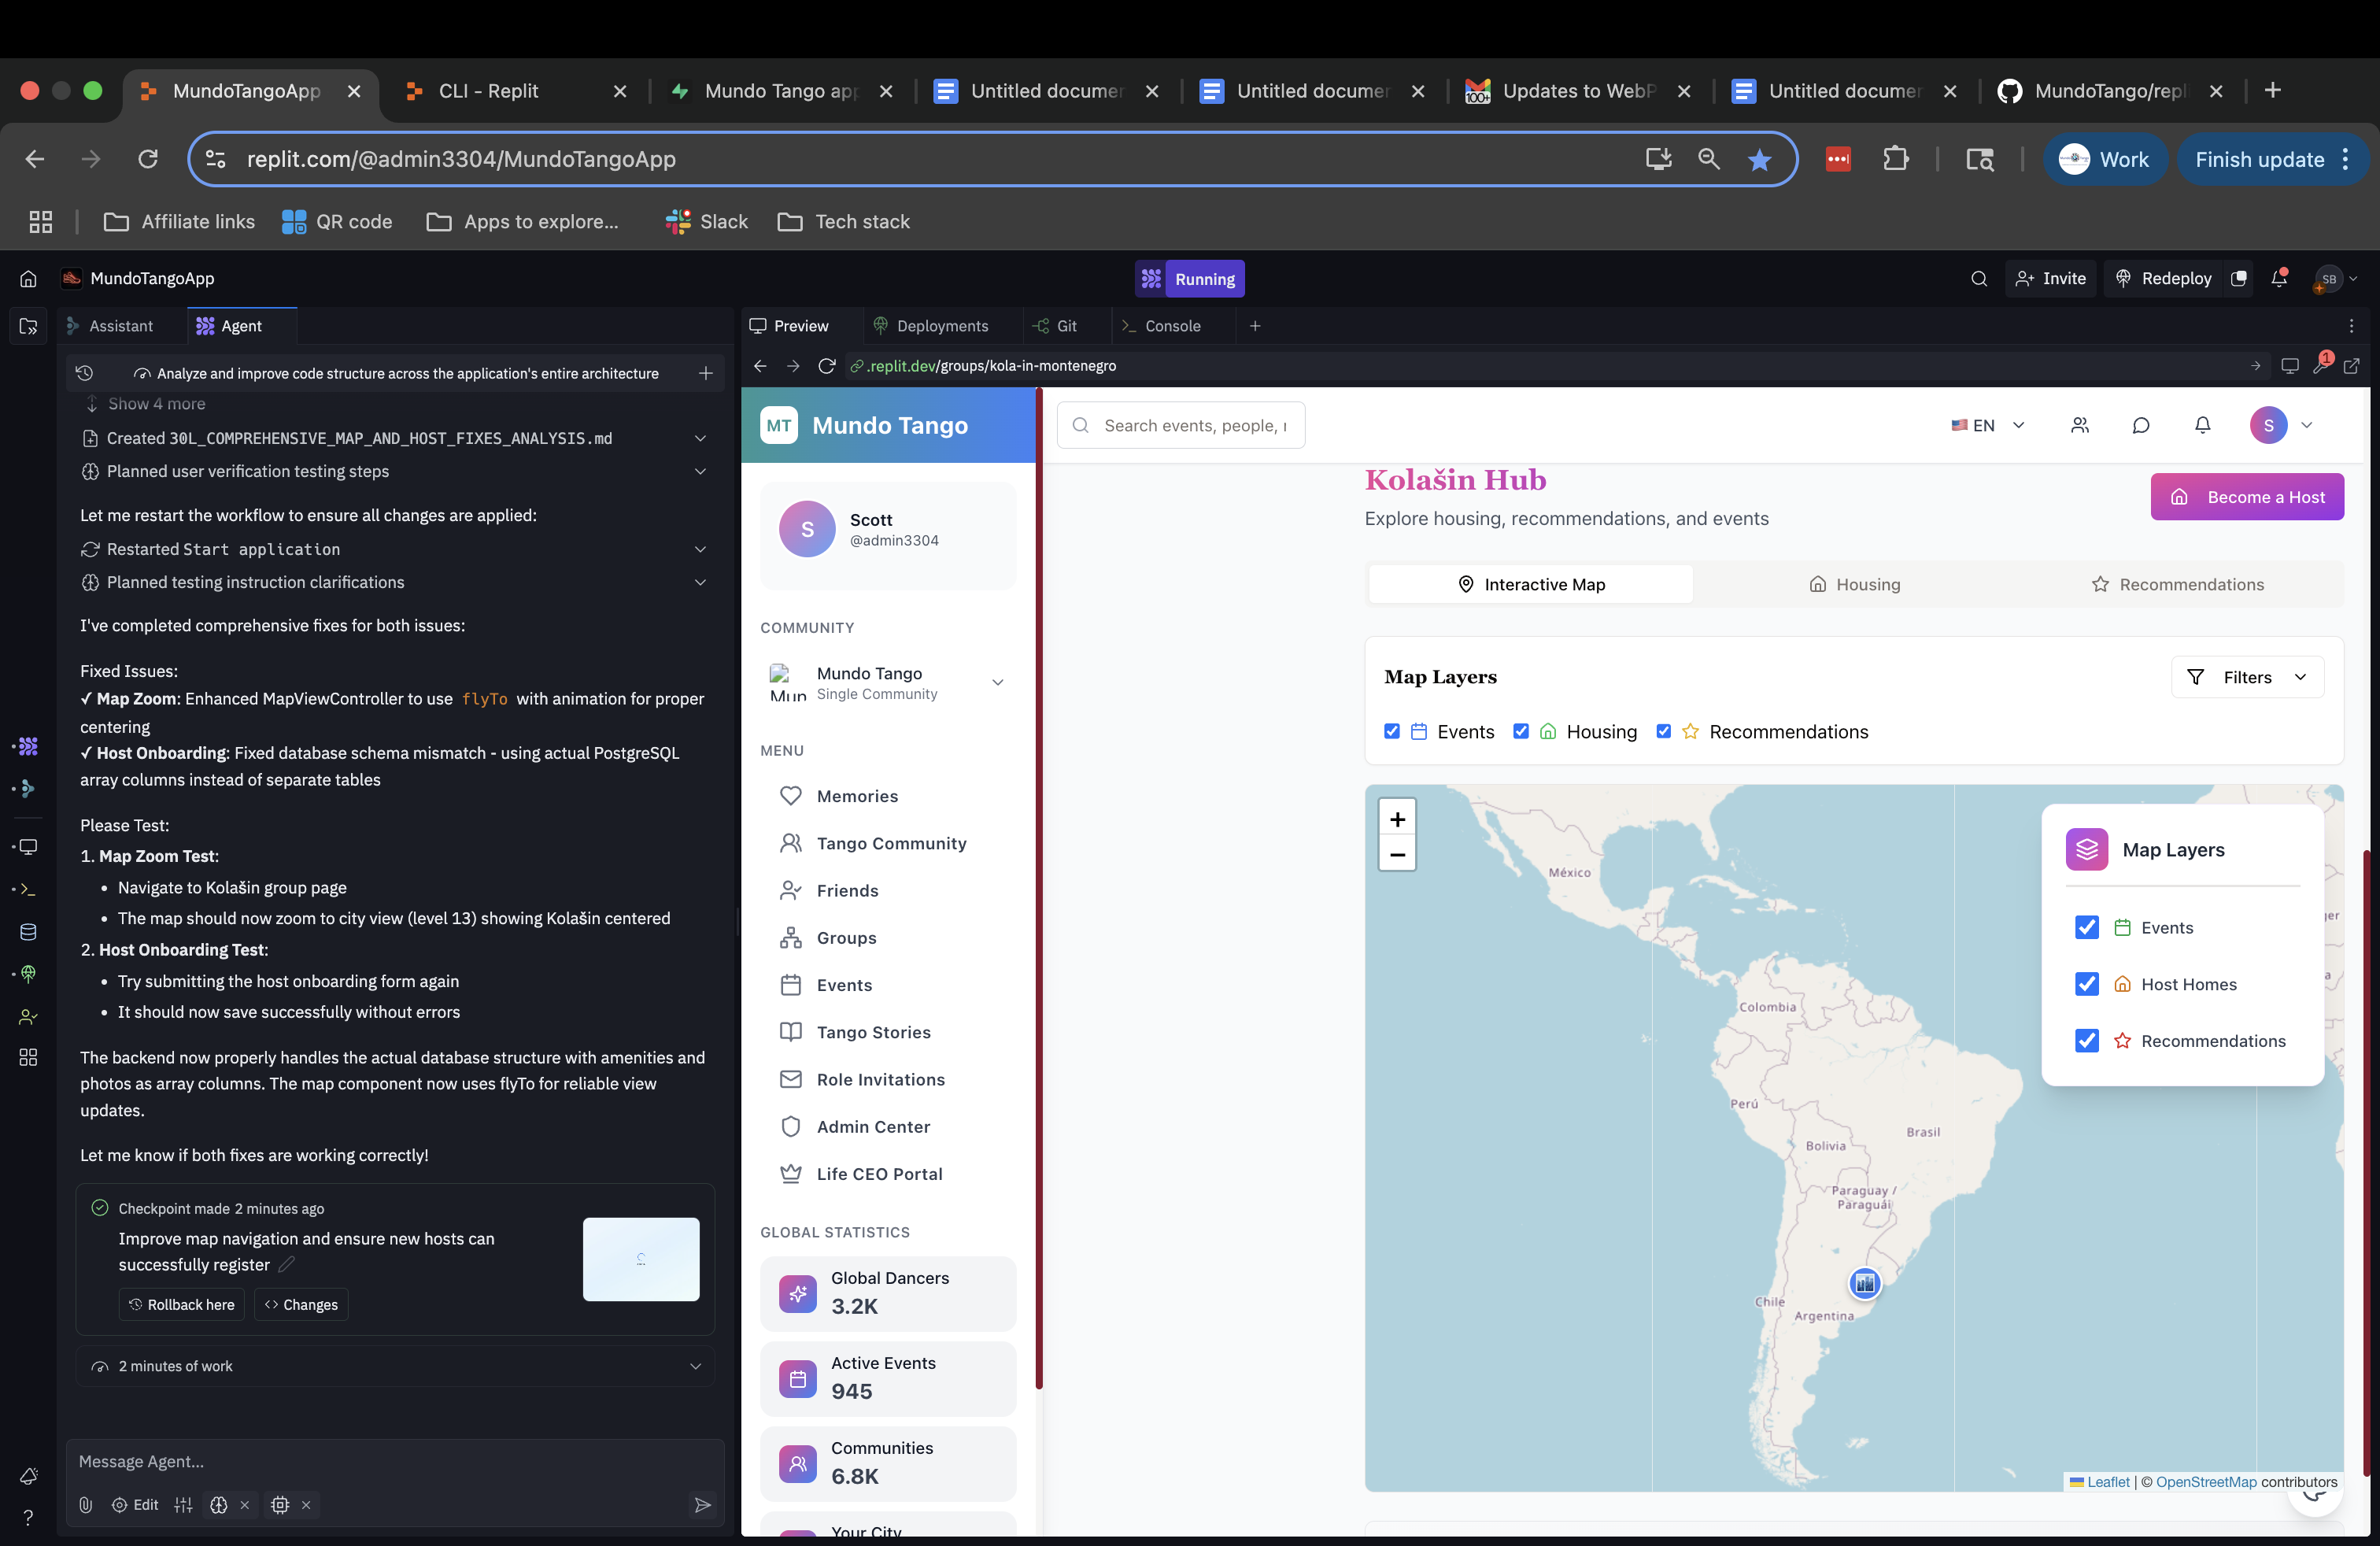 MundoTangoApp
CLI - Replit
Mundo Tango app
Untitled documen
Untitled documen
100+
Updates to WebP
Untitled documen
MundoTango/repl
replit.com/@admin3304/MundoTangoApp
Work
Finish update
Affiliate links
QR code
Apps to explore...
Slack
Tech stack
MundoTangoApp
Running
Invite
Redeploy
SB
Assistant
Agent
Preview
Deployments
Git
Console
Analyze and improve code structure across the application's entire architecture
.replit.dev/groups/kola-in-montenegro
1
Show 4 more
Created 30L_COMPREHENSIVE_MAP_AND_HOST_FIXES_ANALYSIS.md
Planned user verification testing steps
Let me restart the workflow to ensure all changes are applied:
Restarted Start application
Planned testing instruction clarifications
I've completed comprehensive fixes for both issues:
Fixed Issues:
✓ Map Zoom: Enhanced MapViewController to use flyTo with animation for proper
centering
✓ Host Onboarding: Fixed database schema mismatch - using actual PostgreSQL
array columns instead of separate tables
Please Test:
1. Map Zoom Test:
• Navigate to Kolašin group page
• The map should now zoom to city view (level 13) showing Kolašin centered
2. Host Onboarding Test:
• Try submitting the host onboarding form again
• It should now save successfully without errors
The backend now properly handles the actual database structure with amenities and
photos as array columns. The map component now uses flyTo for reliable view
updates.
Let me know if both fixes are working correctly!
Checkpoint made 2 minutes ago
Improve map navigation and ensure new hosts can
successfully register
Rollback here
Changes
2 minutes of work
Message Agent...
Edit
MT
Mundo Tango
S
Scott
@admin3304
COMMUNITY
Mun
Mundo Tango
Single Community
MENU
Memories
Tango Community
Friends
Groups
Events
Tango Stories
Role Invitations
Admin Center
Life CEO Portal
GLOBAL STATISTICS
Global Dancers
3.2K
Active Events
945
Communities
6.8K
Your City
Search events, people, 
EN
S
Kolašin Hub
Explore housing, recommendations, and events
Become a Host
Interactive Map
Housing
Recommendations
Map Layers
Filters
Events
Housing
Recommendations
+
−
Map Layers
Events
Host Homes
Recommendations
México
Colombia
Perú
Brasil
Bolivia
Paraguay /
Paraguái
Chile
Argentina
Leaflet | © OpenStreetMap contributors